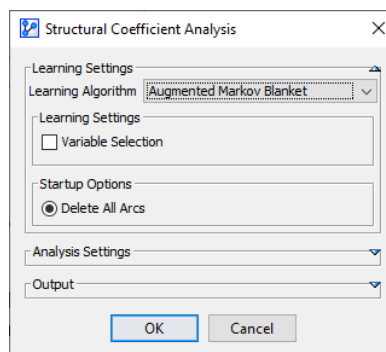 Structural Coefficient Analysis
Learning Settings
Learning Algorithm Augmented Markov Blanket
Learning Settings
Variable Selection
Startup Options
Delete All Arcs
Analysis Settings
Output
OK Cancel